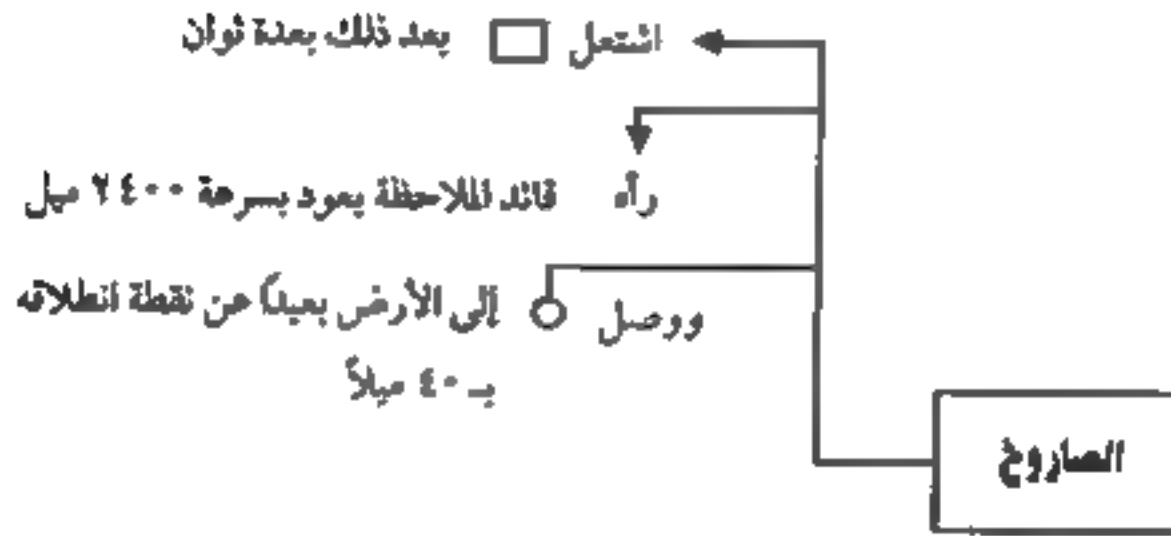 اشتعل □ بعد ذلك بعدة ثوان
رآه قائد للملاحظة يعود بسرعة ٢٤٠٠ ميل
ووصل إلى الأرض بعيداً عن نقطة انطلاقه
بـ ٤٠ ميلاً
الصاروخ